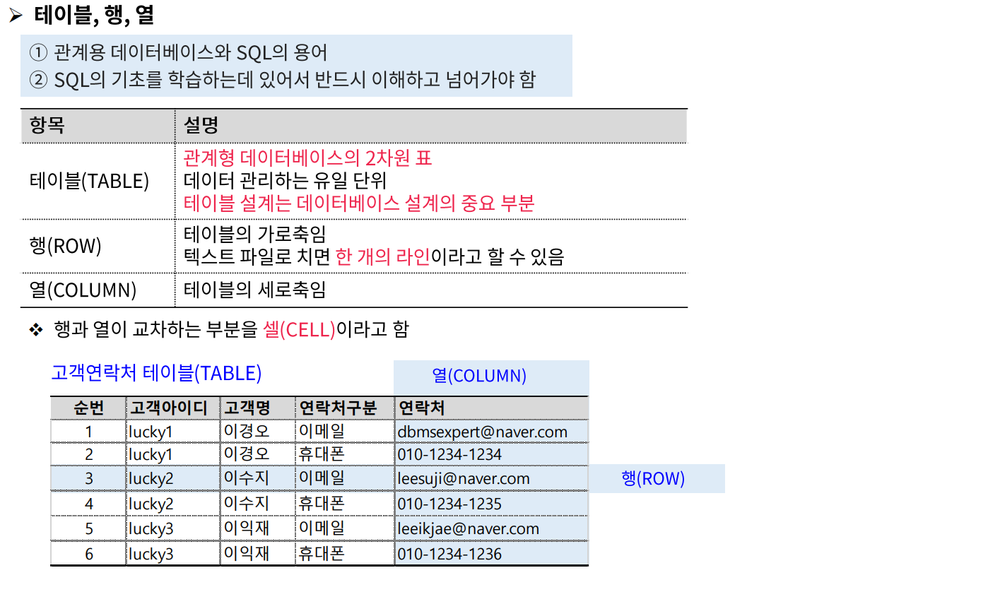 ➢ 테이블, 행, 열
① 관계용 데이터베이스와 SQL의 용어
② SQL의 기초를 학습하는데 있어서 반드시 이해하고 넘어가야 함
항목 설명
테이블(TABLE)
관계형 데이터베이스의 2차원 표
데이터 관리하는 유일 단위
테이블 설계는 데이터베이스 설계의 중요 부분
행(ROW)
테이블의 가로축임
텍스트 파일로 치면 한 개의 라인이라고 할 수 있음
열(COLUMN) 테이블의 세로축임
❖ 행과 열이 교차하는 부분을 셀(CELL)이라고 함
고객연락처 테이블(TABLE) 열(COLUMN)
순번 고객아이디 고객명 연락처구분 연락처
1 lucky1 이경오 이메일 dbmsexpert@naver.com
2 lucky1 이경오 휴대폰 010-1234-1234
3 lucky2 이수지 이메일 leesuji@naver.com 행(ROW)
4 lucky2 이수지 휴대폰 010-1234-1235
5 lucky3 이익재 이메일 leeikjae@naver.com
6 lucky3 이익재 휴대폰 010-1234-1236